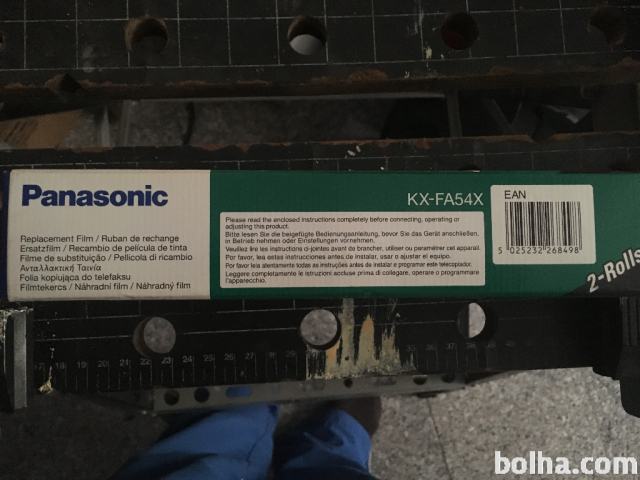 Panasonic
KX-FA54X
EAN
5 025232 268498
2-Rolls
Replacement Film / Ruban de rechange
Ersatzfilm / Recambio de película de tinta
Filme de substituição / Pellicola di ricambio
Ανταλλακτική Ταινία
Folia kopiująca do telefaksu
Filmtekercs / Náhradní film / Náhradný film
Please read the enclosed instructions completely before connecting, operating or
adjusting this product.
Bitte lesen Sie die beigefügte Bedienungsanleitung, bevor Sie das Gerät anschließen,
in Betrieb nehmen oder Einstellungen vornehmen.
Veuillez lire les instructions ci-jointes avant de brancher, utiliser ou paramétrer cet appareil.
Por favor, lea estas instrucciones antes de instalar, usar o ajustar el equipo.
Por favor leia atentamente todas as instruções antes de instalar e programar este telecopiador.
Leggere completamente le istruzioni accluse prima di collegare, operare o programmare
l'apparecchio.
18 19 20 21 22 23
bolha.com